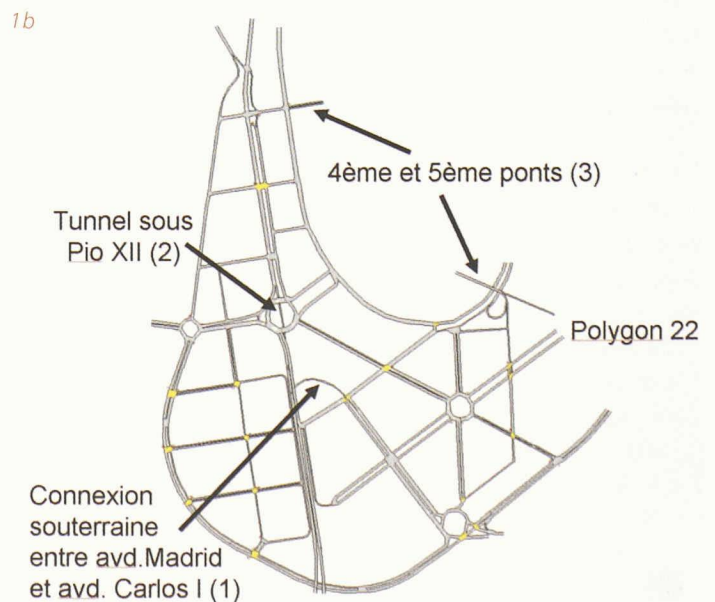 1b
4ème et 5ème ponts (3)
Tunnel sous
Pio XII (2)
Polygon 22
Connexion
souterraine
entre avd.Madrid
et avd. Carlos I (1)